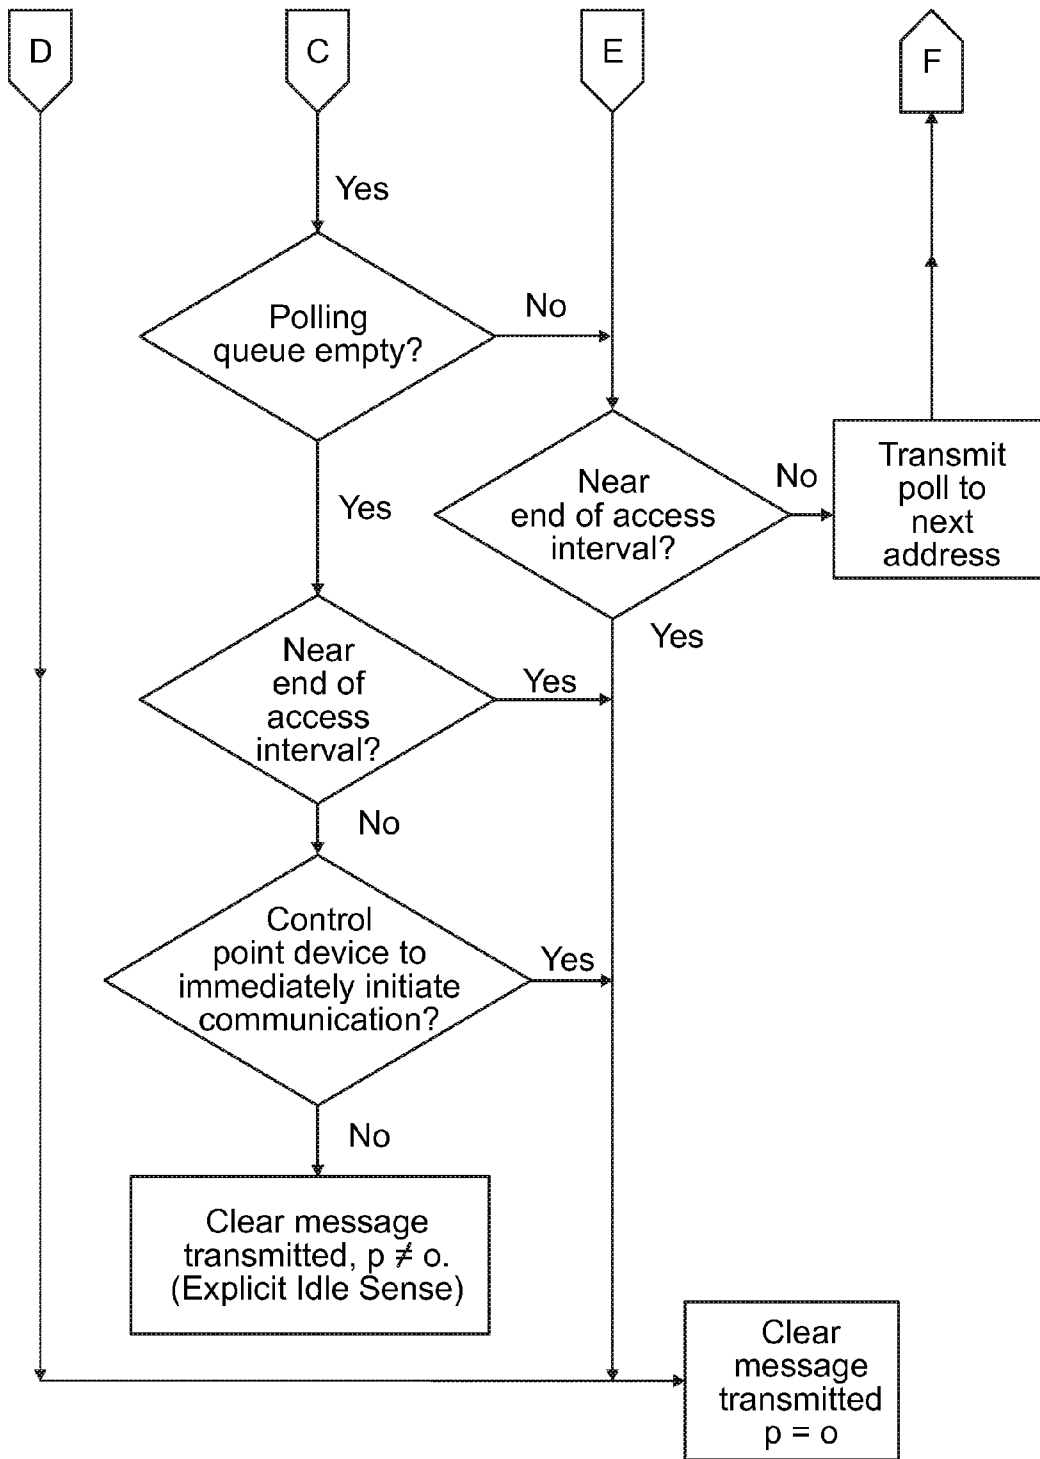 D
C
E
F
Yes
Polling
queue empty?
No
Yes
Near
end of access
interval?
No
Transmit
poll to
next
address
Yes
Near
end of
access
interval?
Yes
No
Control
point device to
immediately initiate
communication?
Yes
No
Clear message
transmitted, p ≠ o.
(Explicit Idle Sense)
Clear
message
transmitted
p = o